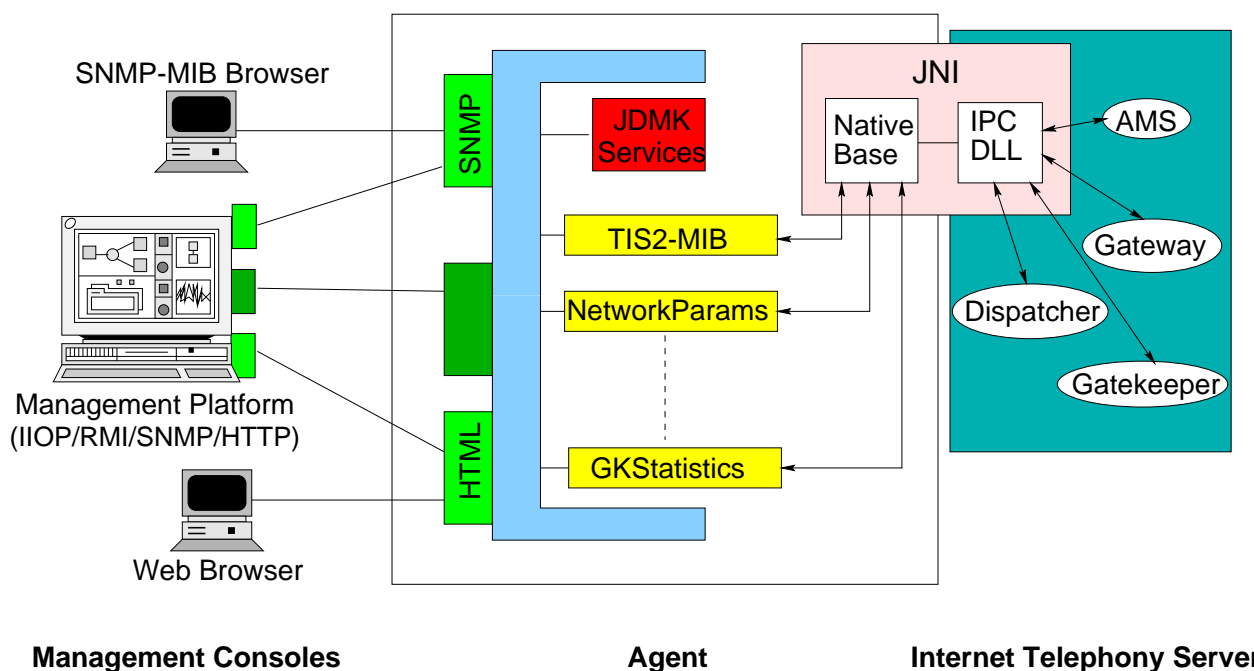 SNMP-MIB Browser
Management Platform
(IIOP/RMI/SNMP/HTTP)
Web Browser
SNMP
HTML
JDMK
Services
TIS2-MIB
NetworkParams
GKStatistics
JNI
Native
Base
IPC
DLL
AMS
Gateway
Dispatcher
Gatekeeper
Management Consoles
Agent
Internet Telephony Server